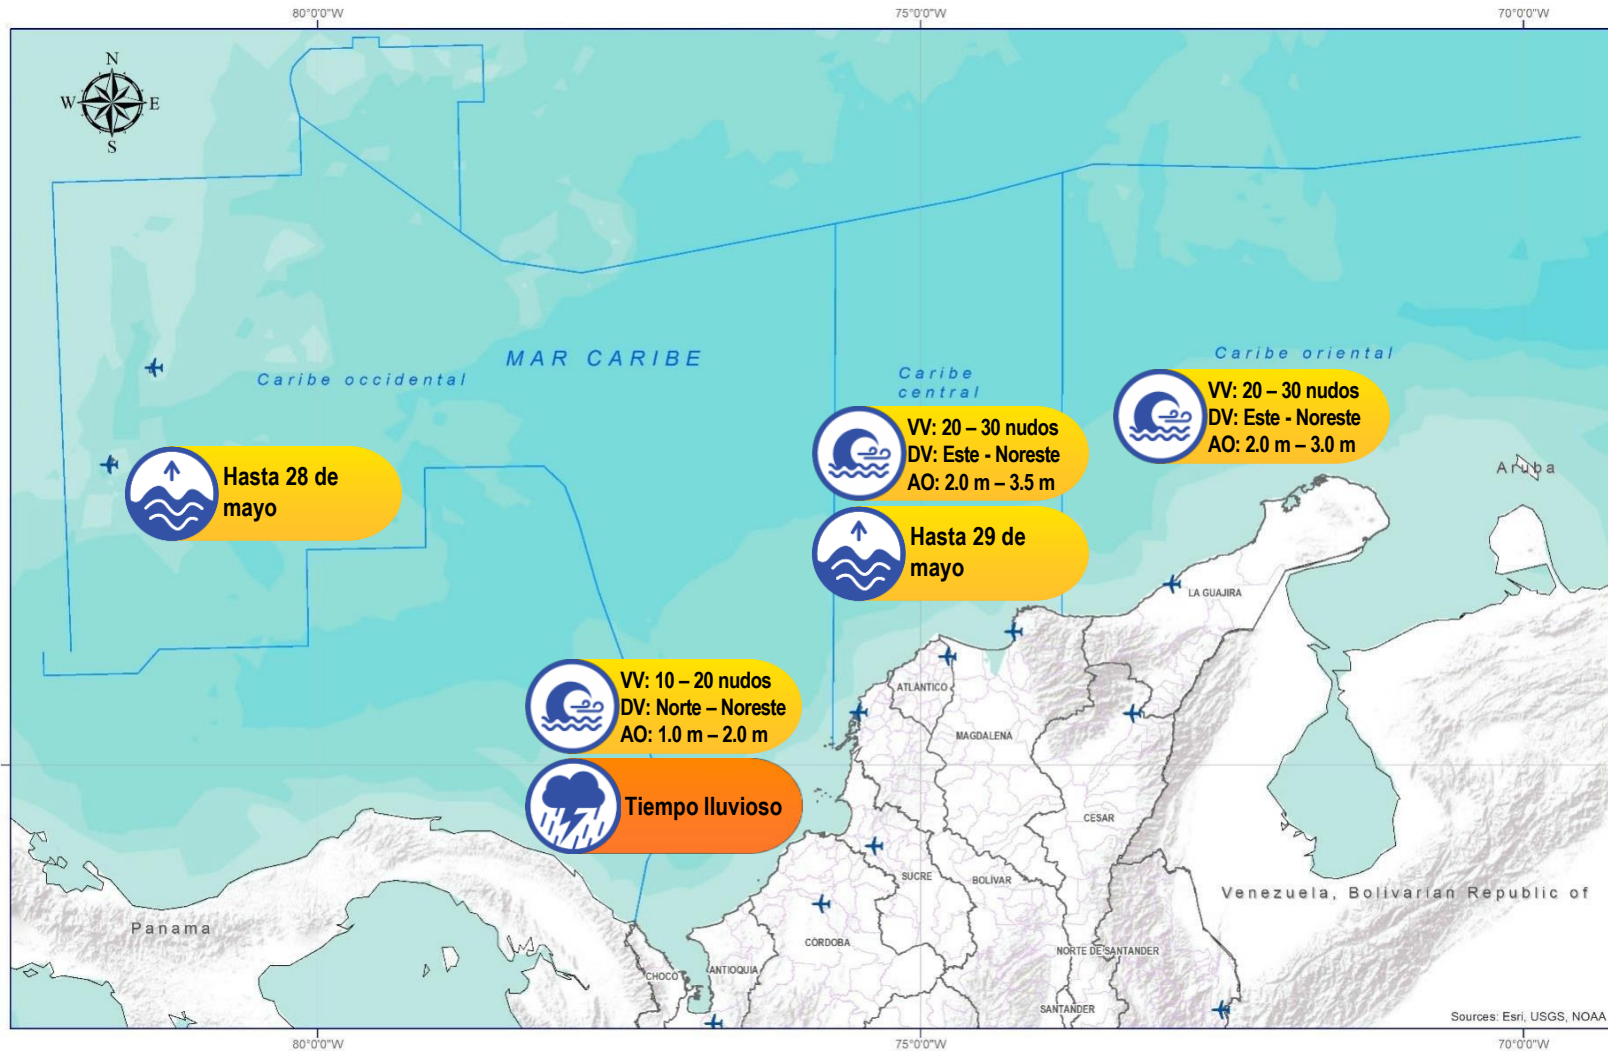 80°0'0"W
75°0'0"W
70°0'0"W
N
W
E
S
MAR CARIBE
Caribe occidental
Caribe
central
Caribe oriental
VV: 20 – 30 nudos
DV: Este - Noreste
AO: 2.0 m – 3.0 m
VV: 20 – 30 nudos
DV: Este - Noreste
AO: 2.0 m – 3.5 m
Hasta 28 de
mayo
Hasta 29 de
mayo
Aruba
LA GUAJIRA
VV: 10 – 20 nudos
DV: Norte – Noreste
AO: 1.0 m – 2.0 m
Tiempo lluvioso
ATLÁNTICO
MAGDALENA
CESAR
SUCRE
BOLÍVAR
Venezuela, Bolivarian Republic of
Panama
CÓRDOBA
NORTE DE SANTANDER
CHOCÓ
ANTIOQUIA
SANTANDER
Sources: Esri, USGS, NOAA
80°0'0"W
75°0'0"W
70°0'0"W